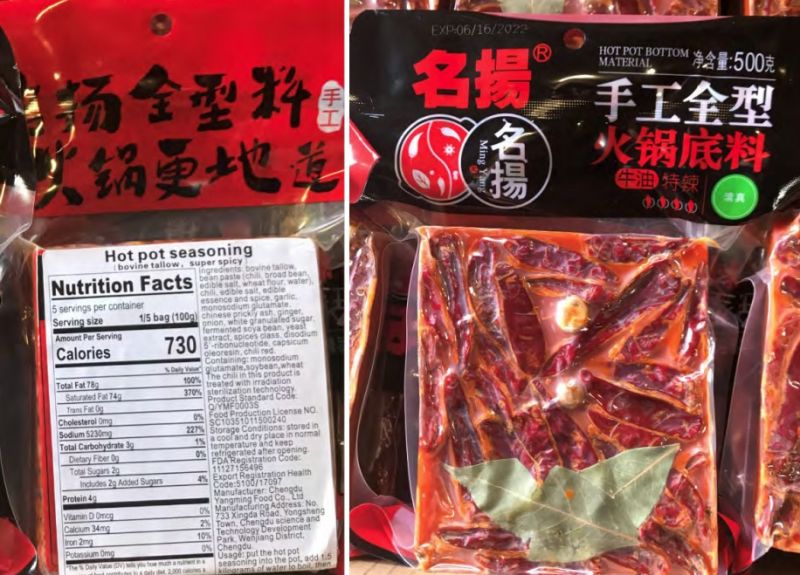 扬全型料
手工
火锅更地道
Hot pot seasoning
(bovine tallow, super spicy)
Nutrition Facts
5 servings per container
Serving size 1/5 bag (100g)
Amount Per Serving
Calories 730
% Daily Value*
Total Fat 78g 100%
Saturated Fat 74g 370%
Trans Fat 0g
Cholesterol 0mg 0%
Sodium 5230mg 227%
Total Carbohydrate 3g 1%
Dietary Fiber 0g 0%
Total Sugars 2g
Includes 2g Added Sugars 4%
Protein 4g
Vitamin D 0mcg 0%
Calcium 34mg 2%
Iron 2mg 10%
Potassium 0mg 0%
*The % Daily Value (DV) tells you how much a nutrient in a
Ingredients: bovine tallow,
bean paste (chili, broad bean,
edible salt, wheat flour, water),
chili, edible salt, edible
essence and spice, garlic,
monosodium glutamate,
chinese prickly ash, ginger,
onion, white granulated sugar,
fermented soya bean, yeast
extract, spices class, disodium
5'-ribonucleotide, capsicum
oleoresin, chili red.
Containing: monosodium
glutamate,soybean,wheat
The chili in this product is
treated with irradiation
sterilization technology.
Product Standard Code:
Q/YMF0003S
Food Production License NO.
SC10351011500240
Storage Conditions: stored in
a cool and dry place in normal
temperature and keep
refrigerated after opening.
FDA Registration Code:
11127156496
Export Registration Health
Code:5100/17097
Manufacturer: Chengdu
Yangming Food Co., Ltd
Manufacturing Address: No.
733 Xingda Road, Yongsheng
Town, Chengdu science and
Technology Development
Park, Wenjiang District,
Chengdu.
Usage: put the hot pot
seasoning into the pot, add 1.5
kilograms of water to boil, then
EXP:06/16/2022
名揚®
HOT POT BOTTOM
MATERIAL
净含量:500克
手工全型
火锅底料
牛油 特辣
清真
名揚
Ming Yang